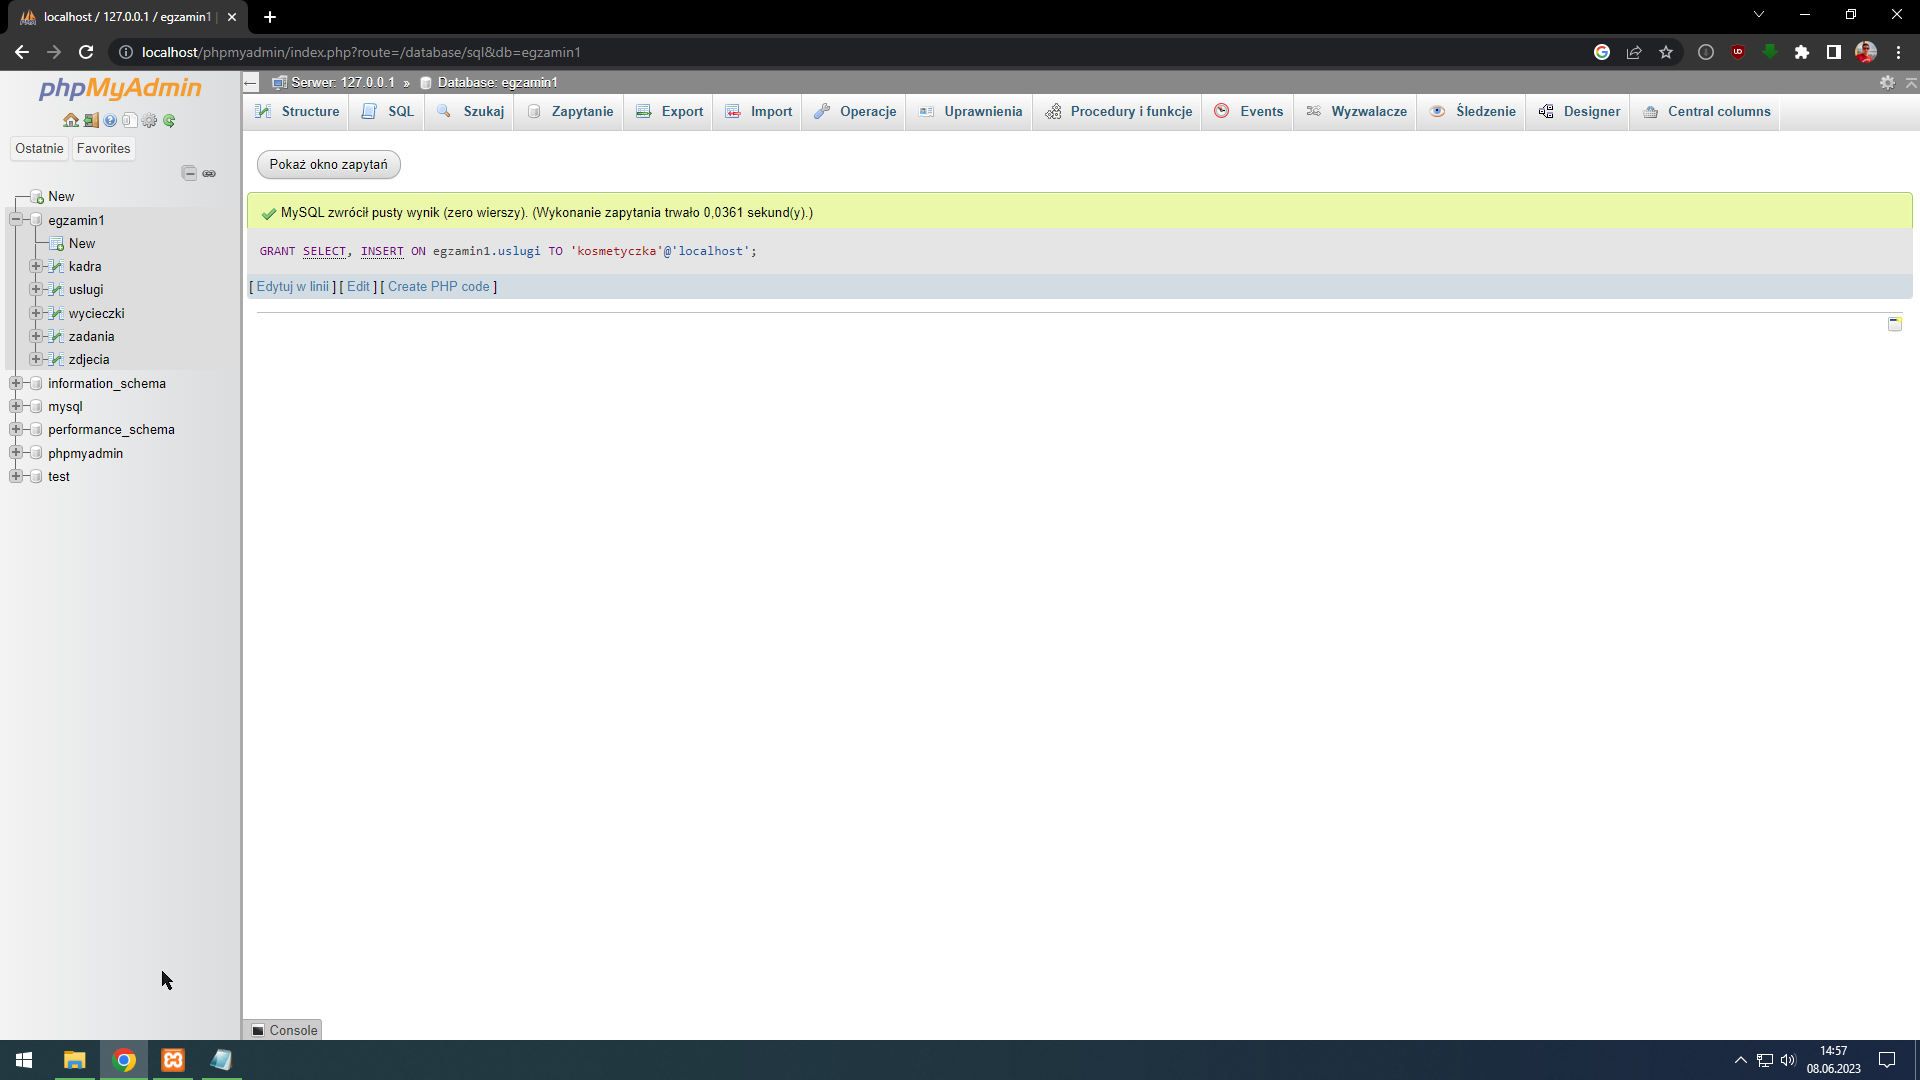 localhost / 127.0.0.1 / egzamin1 |
localhost/phpmyadmin/index.php?route=/database/sql&db=egzamin1
phpMyAdmin
Ostatnie Favorites
New
egzamin1
New
kadra
uslugi
wycieczki
zadania
zdjecia
information_schema
mysql
performance_schema
phpmyadmin
test
Serwer: 127.0.0.1 » Database: egzamin1
Structure SQL Szukaj Zapytanie Export Import Operacje Uprawnienia Procedury i funkcje Events Wyzwalacze Śledzenie Designer Central columns
Pokaż okno zapytań
MySQL zwrócił pusty wynik (zero wierszy). (Wykonanie zapytania trwało 0,0361 sekund(y).)
GRANT SELECT, INSERT ON egzamin1.uslugi TO 'kosmetyczka'@'localhost';
[ Edytuj w linii ] [ Edit ] [ Create PHP code ]
Console
14:57
08.06.2023